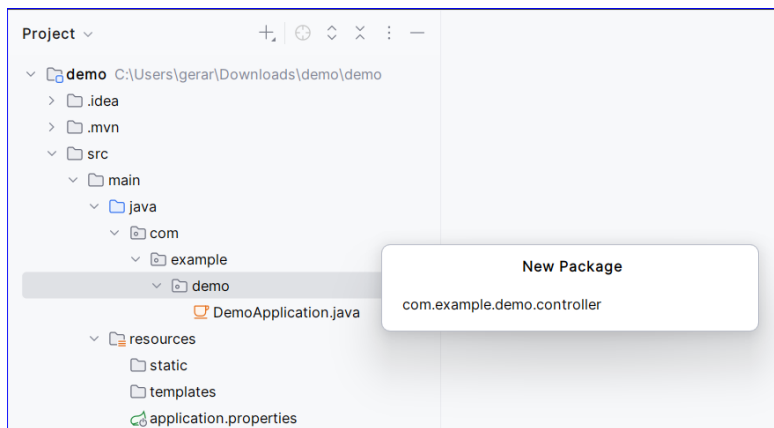 Project
demo C:\Users\gerar\Downloads\demo\demo
.idea
.mvn
src
main
java
com
example
demo
DemoApplication.java
resources
static
templates
application.properties
New Package
com.example.demo.controller